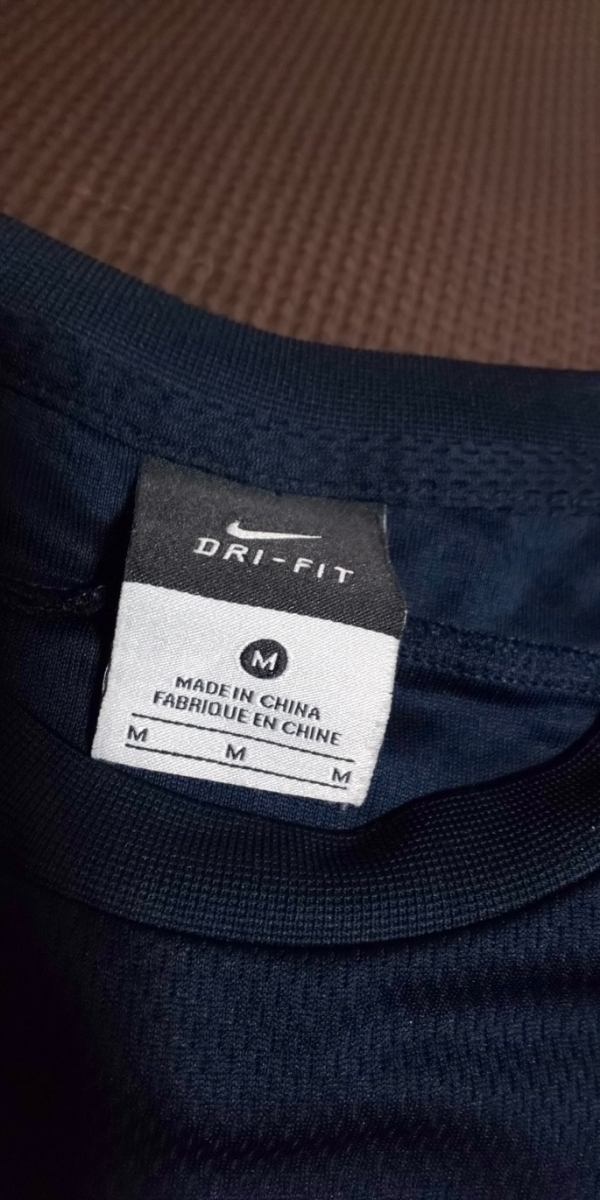 DRI-FIT
M
MADE IN CHINA
FABRIQUE EN CHINE
M M M